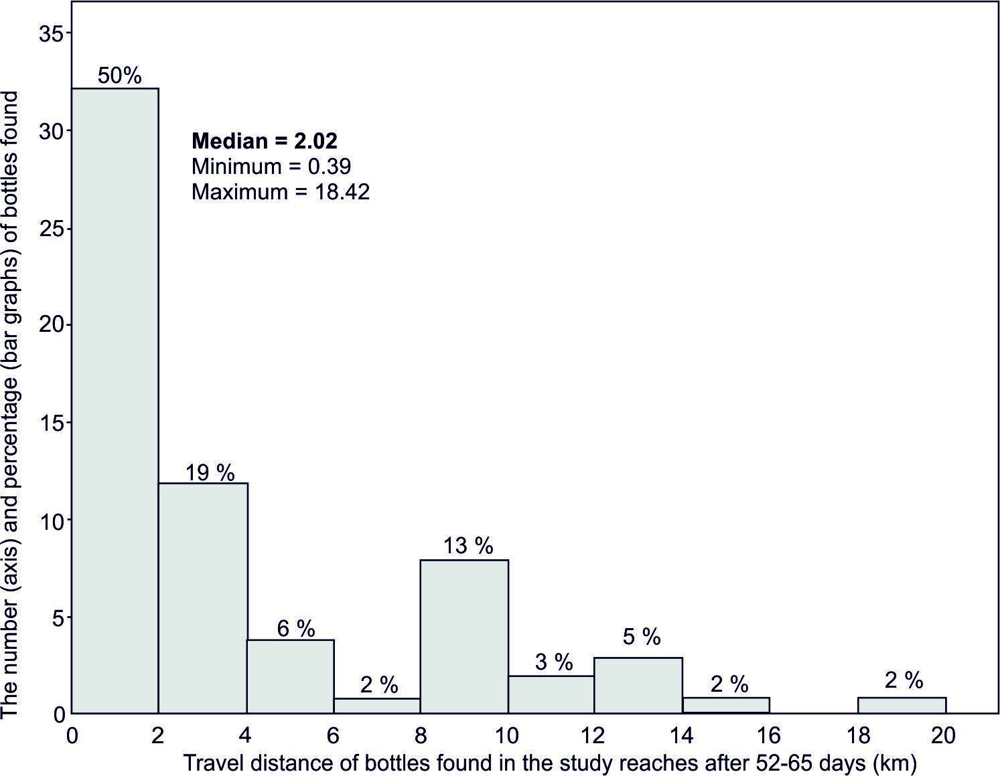 The number (axis) and percentage (bar graphs) of bottles found
35
30
25
20
15
10
5
0
50%
Median = 2.02
Minimum = 0.39
Maximum = 18.42
19 %
6 %
2 %
13 %
3 %
5 %
2 %
2 %
0 2 4 6 8 10 12 14 16 18 20
Travel distance of bottles found in the study reaches after 52-65 days (km)